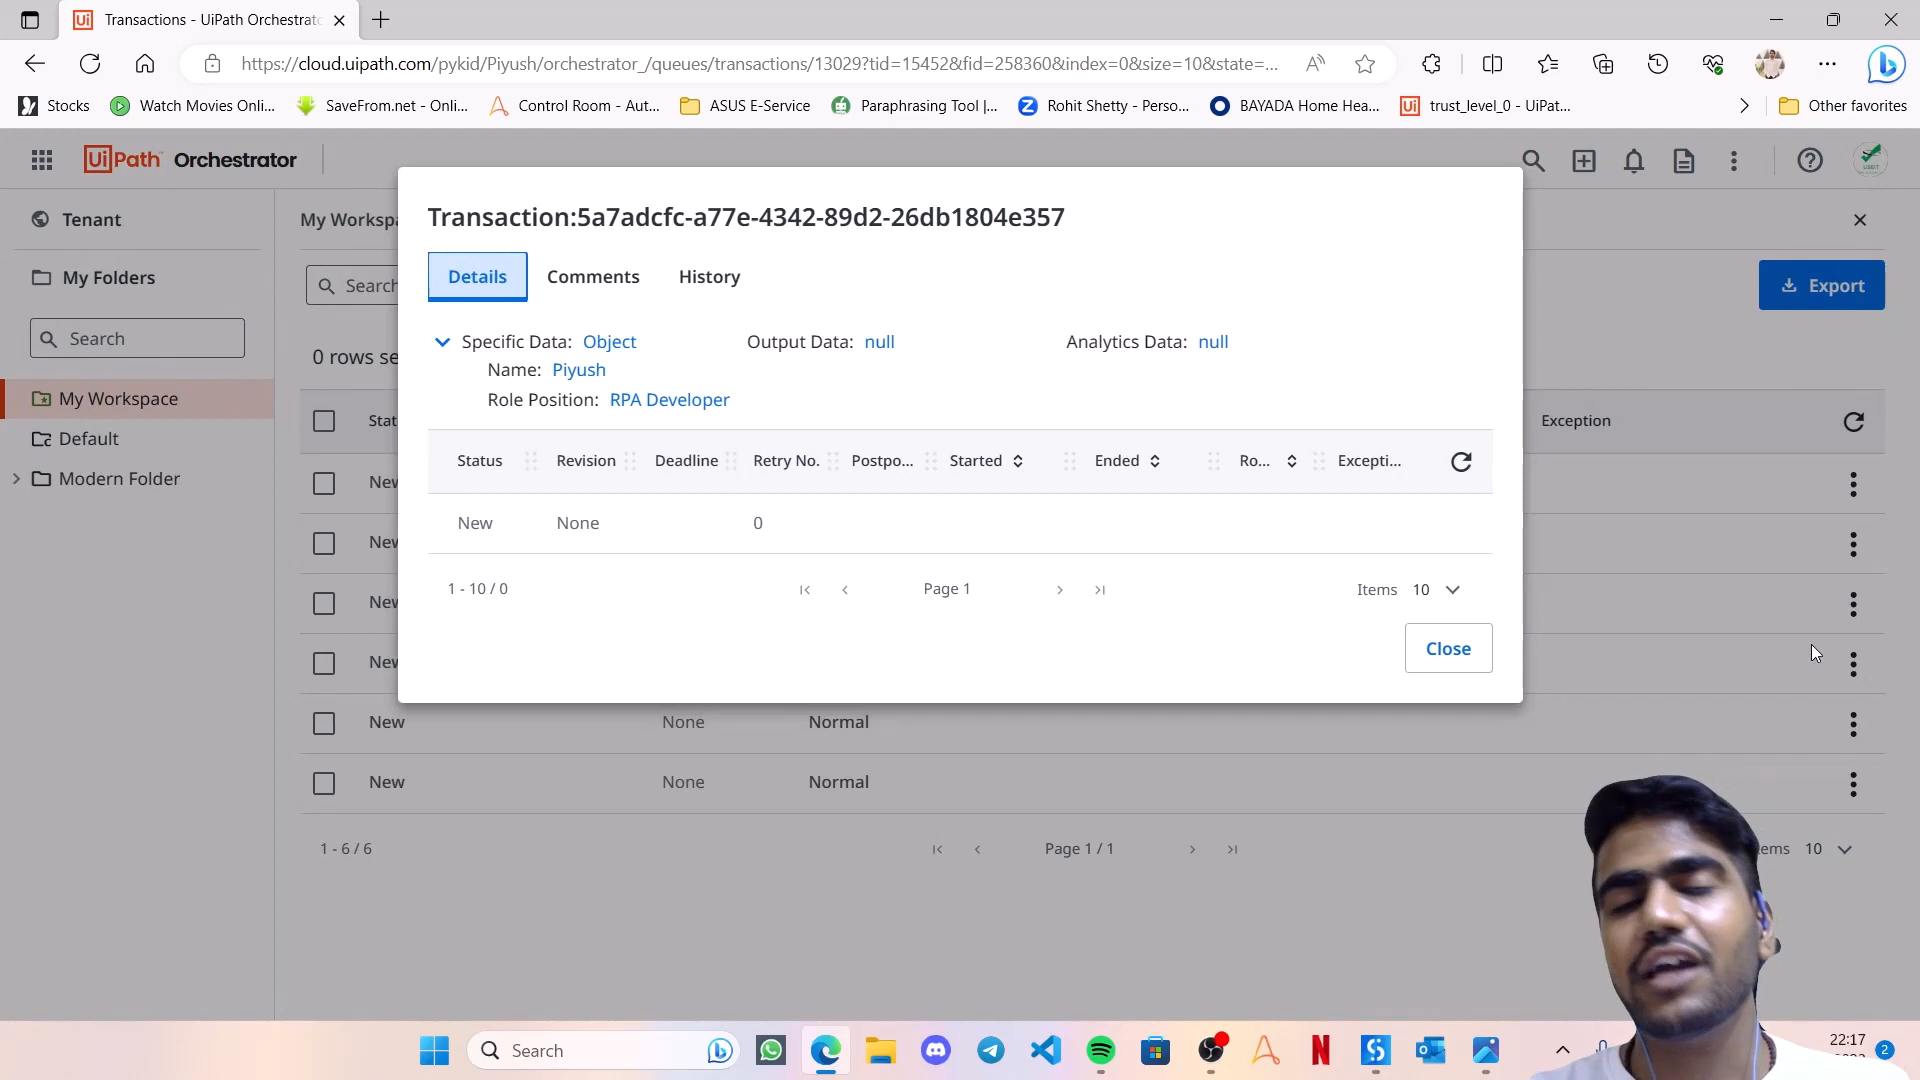 Transactions - UiPath Orchestrato
https://cloud.uipath.com/pykid/Piyush/orchestrator_/queues/transactions/13029?tid=15452&fid=258360&index=0&size=10&state=...
Stocks Watch Movies Onli... SaveFrom.net - Onli... Control Room - Aut... ASUS E-Service Paraphrasing Tool |... Rohit Shetty - Perso... BAYADA Home Hea... trust_level_0 - UiPat... Other favorites
UiPath Orchestrator
Transaction:5a7adcfc-a77e-4342-89d2-26db1804e357
Tenant My Workspa
Details Comments History
My Folders Search Export
Search
Specific Data: Object Output Data: null Analytics Data: null
0 rows se
Name: Piyush
My Workspace
Role Position: RPA Developer
Stat Exception
Default
Status Revision Deadline Retry No. Postpo... Started Ended Ro... Excepti...
Modern Folder New
New None 0
New
1 - 10 / 0 Page 1 Items 10
New
Close
New
New None Normal
New None Normal
1 - 6 / 6 Page 1 / 1 ems 10
Search
22:17
2